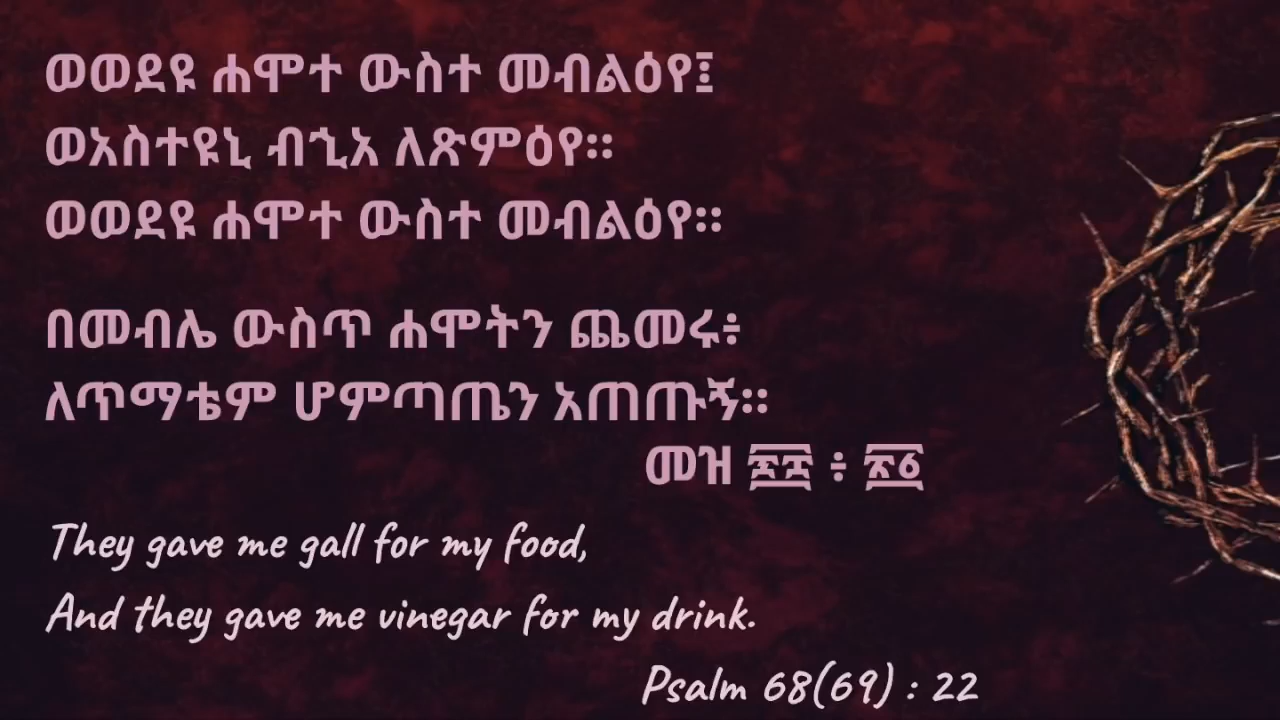 ወወደዩ ሐሞተ ውስተ መብልዕየ፤
ወአስተዩኒ ብኂአ ለጽምዕየ።
ወወደዩ ሐሞተ ውስተ መብልዕየ።
በመብሌ ውስጥ ሐሞትን ጨመሩ፥
ለጥማቴም ሆምጣጤን አጠጡኝ።
መዝ ፷፰ ፥ ፳፩
They gave me gall for my food,
And they gave me vinegar for my drink.
Psalm 68(69) : 22